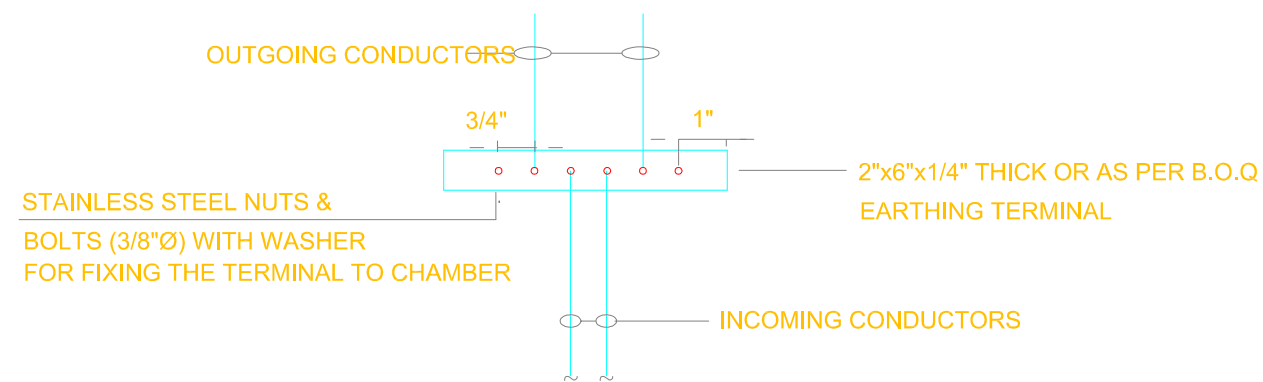 OUTGOING CONDUCTORS
3/4"
1"
2"x6"x1/4" THICK OR AS PER B.O.Q
EARTHING TERMINAL
STAINLESS STEEL NUTS &
BOLTS (3/8"Ø) WITH WASHER
FOR FIXING THE TERMINAL TO CHAMBER
INCOMING CONDUCTORS